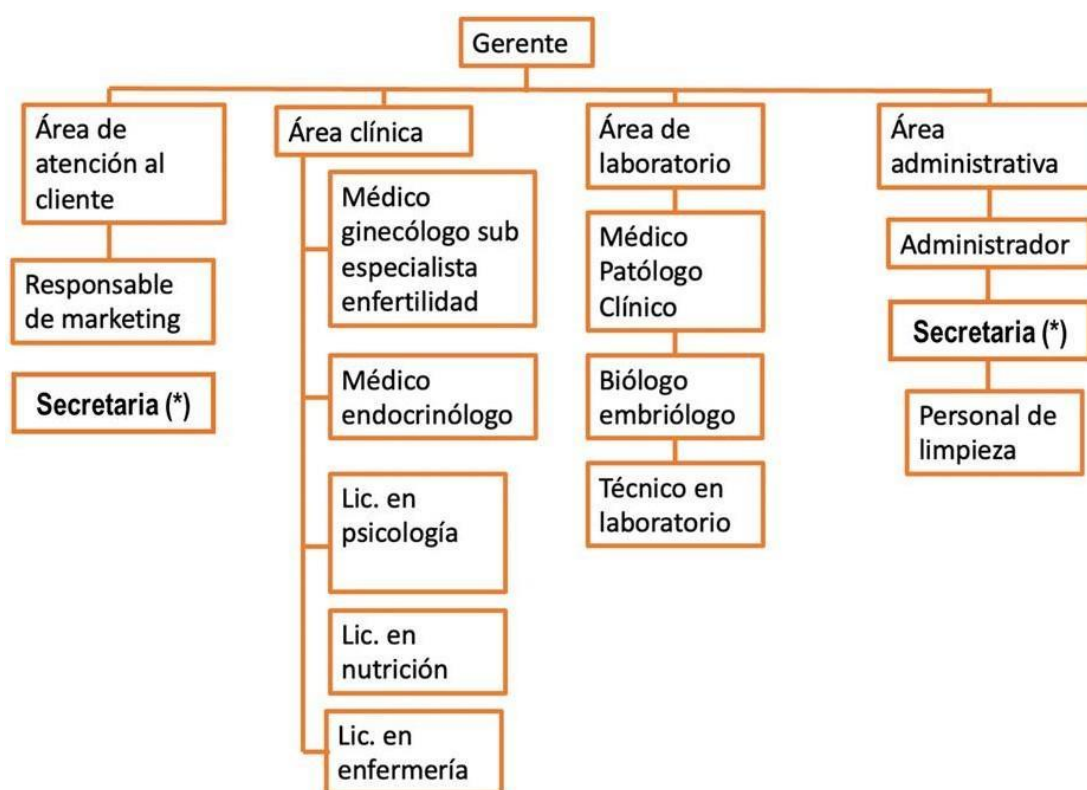 Gerente
Área de
atención al
cliente
Responsable
de marketing
Secretaria (*)
Área clínica
Médico
ginecólogo sub
especialista
enfertilidad
Médico
endocrinólogo
Lic. en
psicología
Lic. en
nutrición
Lic. en
enfermería
Área de
laboratorio
Médico
Patólogo
Clínico
Biólogo
embriólogo
Técnico en
laboratorio
Área
administrativa
Administrador
Secretaria (*)
Personal de
limpieza